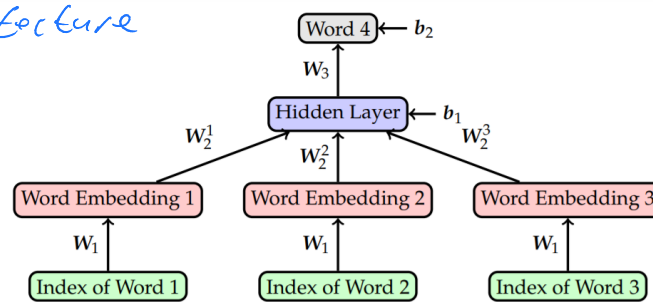 tecture
Word 4 b₂
W₃
Hidden Layer b₁
W₂¹ W₂² W₂³
Word Embedding 1 Word Embedding 2 Word Embedding 3
W₁ W₁ W₁
Index of Word 1 Index of Word 2 Index of Word 3